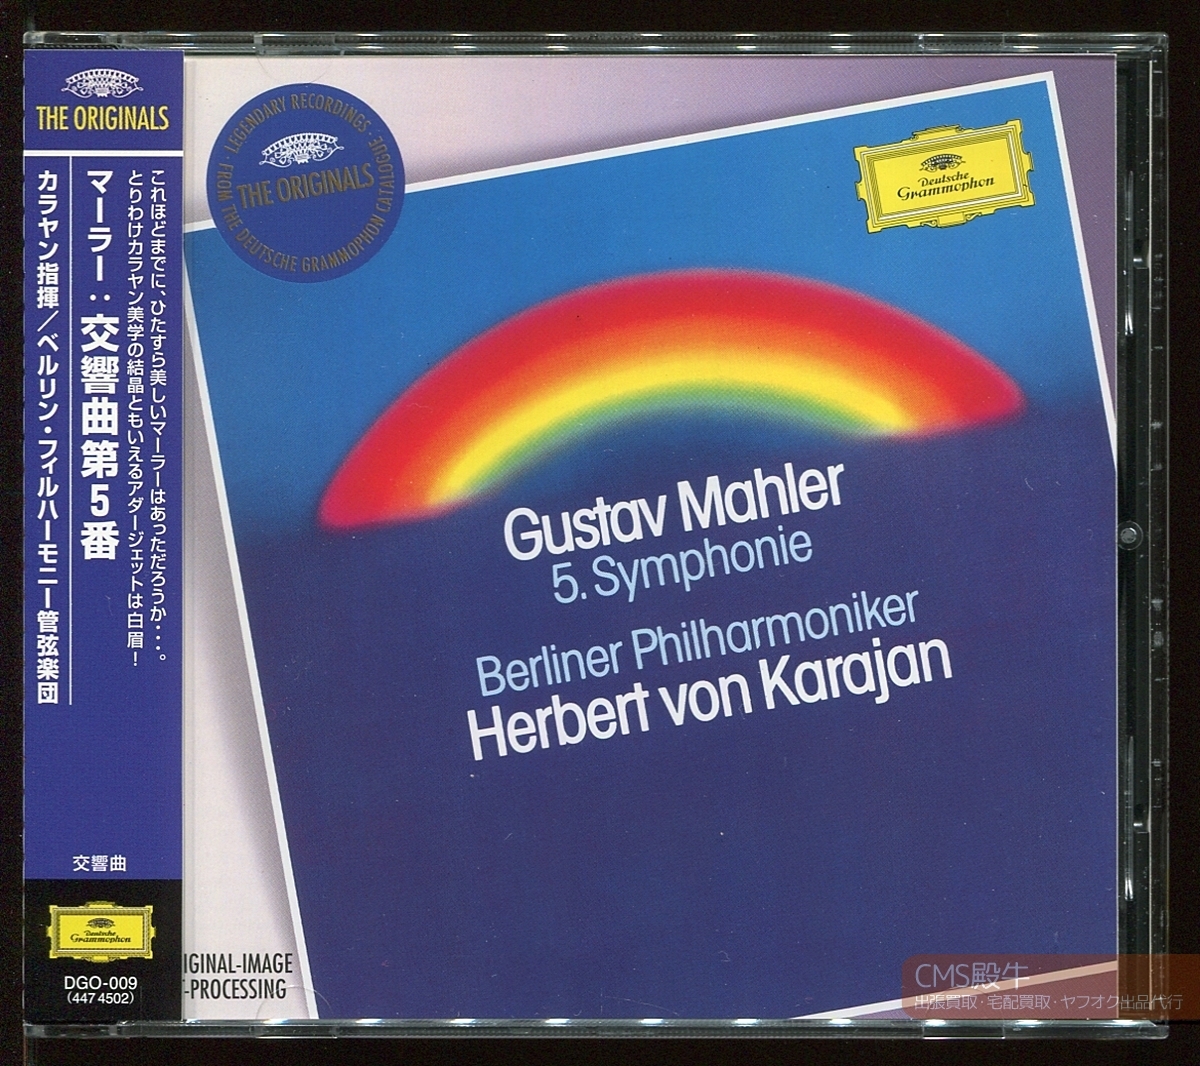 THE ORIGINALS
これほどまでに、ひたすら美しいマーラーはあっただろうか・・・。
とりわけカラヤン美学の結晶ともいえるアダージェットは白眉！
マーラー：交響曲第5番
カラヤン指揮／ベルリン・フィルハーモニー管弦楽団
交響曲
Deutsche
Grammophon
DGO-009
(447 4502)
LEGENDARY RECORDINGS ·
THE ORIGINALS
FROM THE DEUTSCHE GRAMMOPHON CATALOGUE ·
Deutsche
Grammophon
Gustav Mahler
5. Symphonie
Berliner Philharmoniker
Herbert von Karajan
IGINAL-IMAGE
-PROCESSING
CMS殿牛
出張買取・宅配買取・ヤフオク出品代行